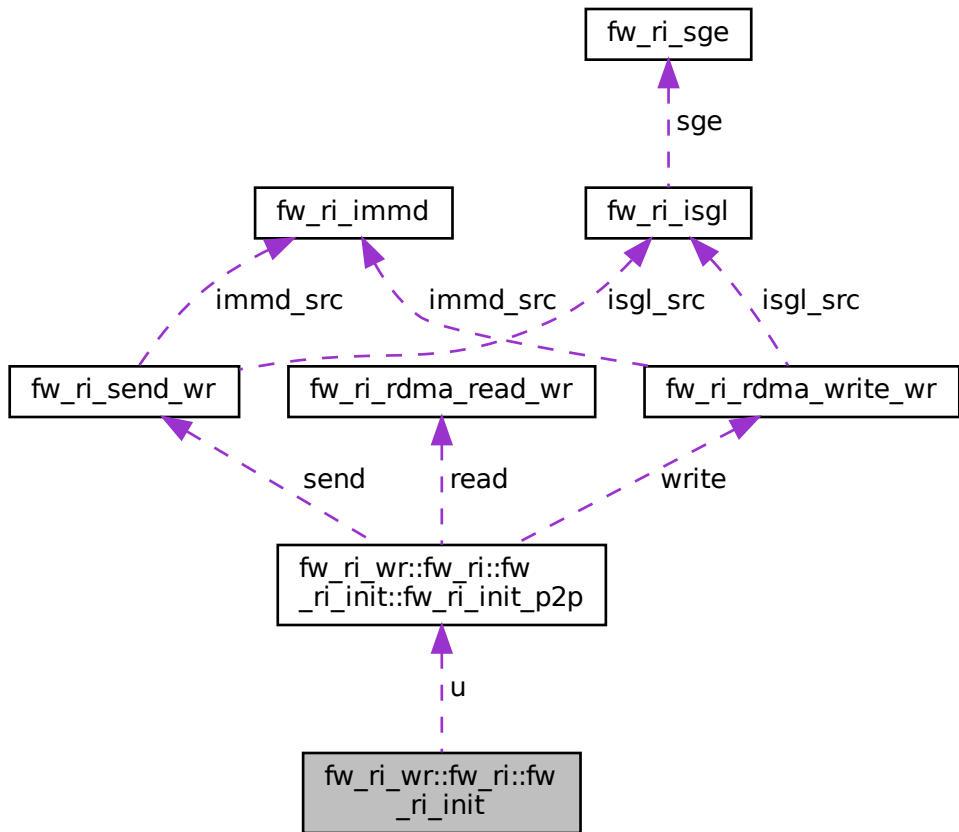 fw_ri_sge
sge
fw_ri_immd
fw_ri_isgl
immd_src
immd_src
isgl_src
isgl_src
fw_ri_send_wr
fw_ri_rdma_read_wr
fw_ri_rdma_write_wr
send
read
write
fw_ri_wr::fw_ri::fw
_ri_init::fw_ri_init_p2p
u
fw_ri_wr::fw_ri::fw
_ri_init